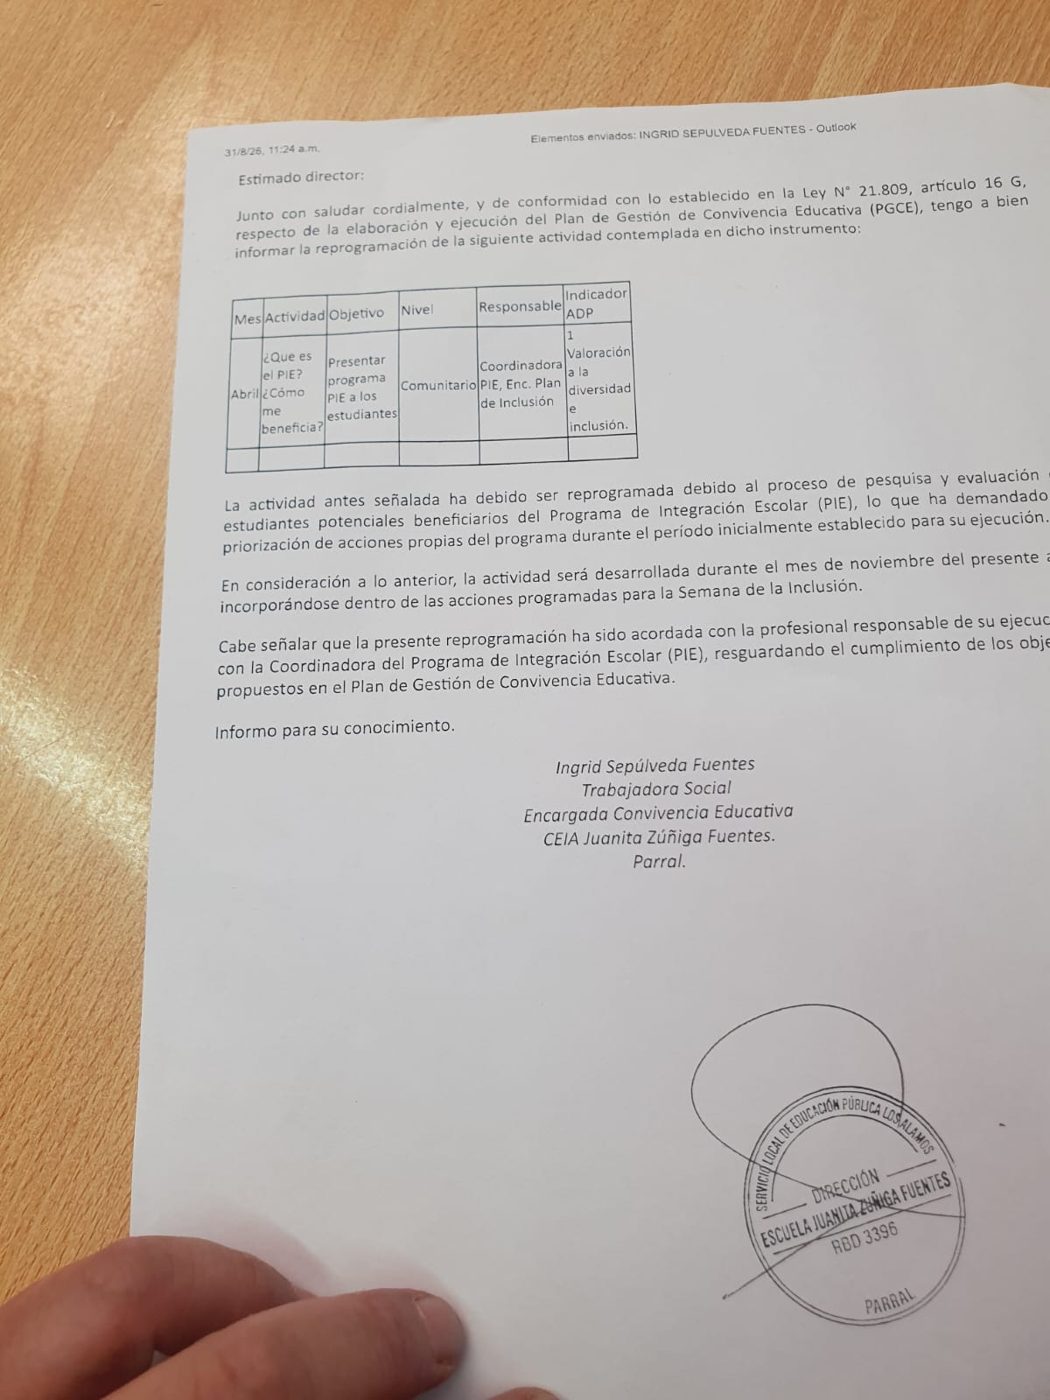 31/8/26, 11:24 a.m.
Elementos enviados: INGRID SEPULVEDA FUENTES - Outlook
Estimado director:
Junto con saludar cordialmente, y de conformidad con lo establecido en la Ley N° 21.809, artículo 16 G,
respecto de la elaboración y ejecución del Plan de Gestión de Convivencia Educativa (PGCE), tengo a bien
informar la reprogramación de la siguiente actividad contemplada en dicho instrumento:
Mes Actividad Objetivo Nivel Responsable Indicador ADP
Abril
¿Que es
el PIE?
¿Cómo
me
beneficia?
Presentar
programa
PIE a los
estudiantes
Comunitario
Coordinadora
PIE, Enc. Plan
de Inclusión
1
Valoración
a la
diversidad
e
inclusión.
La actividad antes señalada ha debido ser reprogramada debido al proceso de pesquisa y evaluación
estudiantes potenciales beneficiarios del Programa de Integración Escolar (PIE), lo que ha demandado
priorización de acciones propias del programa durante el período inicialmente establecido para su ejecución.
En consideración a lo anterior, la actividad será desarrollada durante el mes de noviembre del presente
incorporándose dentro de las acciones programadas para la Semana de la Inclusión.
Cabe señalar que la presente reprogramación ha sido acordada con la profesional responsable de su ejecuc
con la Coordinadora del Programa de Integración Escolar (PIE), resguardando el cumplimiento de los obje
propuestos en el Plan de Gestión de Convivencia Educativa.
Informo para su conocimiento.
Ingrid Sepúlveda Fuentes
Trabajadora Social
Encargada Convivencia Educativa
CEIA Juanita Zúñiga Fuentes.
Parral.
SERVICIO LOCAL DE EDUCACIÓN PÚBLICA LOS ALAMOS
DIRECCIÓN
ESCUELA JUANITA ZUÑIGA FUENTES
RBD 3396
PARRAL